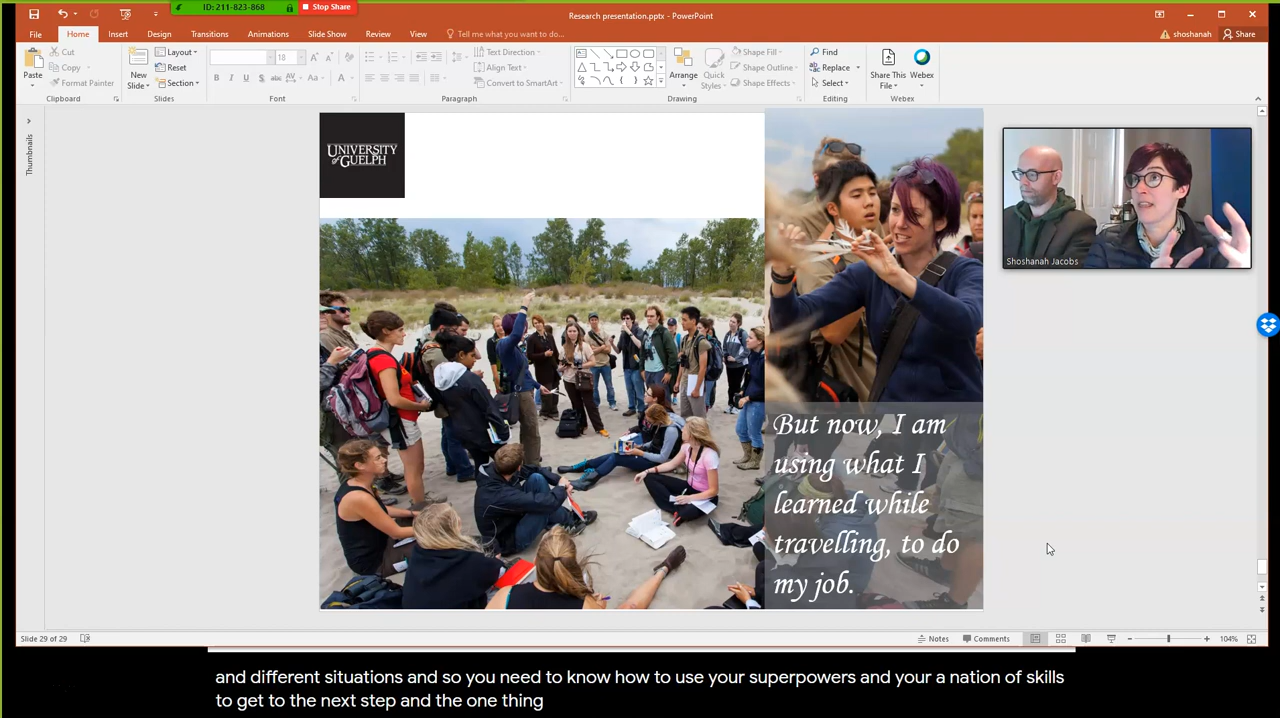 ID: 211-823-868
Stop Share
Research presentation.pptx - PowerPoint
File
Home
Insert
Design
Transitions
Animations
Slide Show
Review
View
Tell me what you want to do...
shoshanah
Share
Paste
Cut
Copy
Format Painter
Clipboard
New
Slide
Layout
Reset
Section
Slides
18
B
I
U
S
abc
AV
Aa
A
Font
Text Direction
Align Text
Convert to SmartArt
Paragraph
Arrange
Quick
Styles
Shape Fill
Shape Outline
Shape Effects
Drawing
Find
Replace
Select
Editing
Share This
File
Webex
Webex
Thumbnails
UNIVERSITY
of GUELPH
But now, I am
using what I
learned while
travelling, to do
my job.
Shoshanah Jacobs
Slide 29 of 29
Notes
Comments
104%
and different situations and so you need to know how to use your superpowers and your a nation of skills
to get to the next step and the one thing